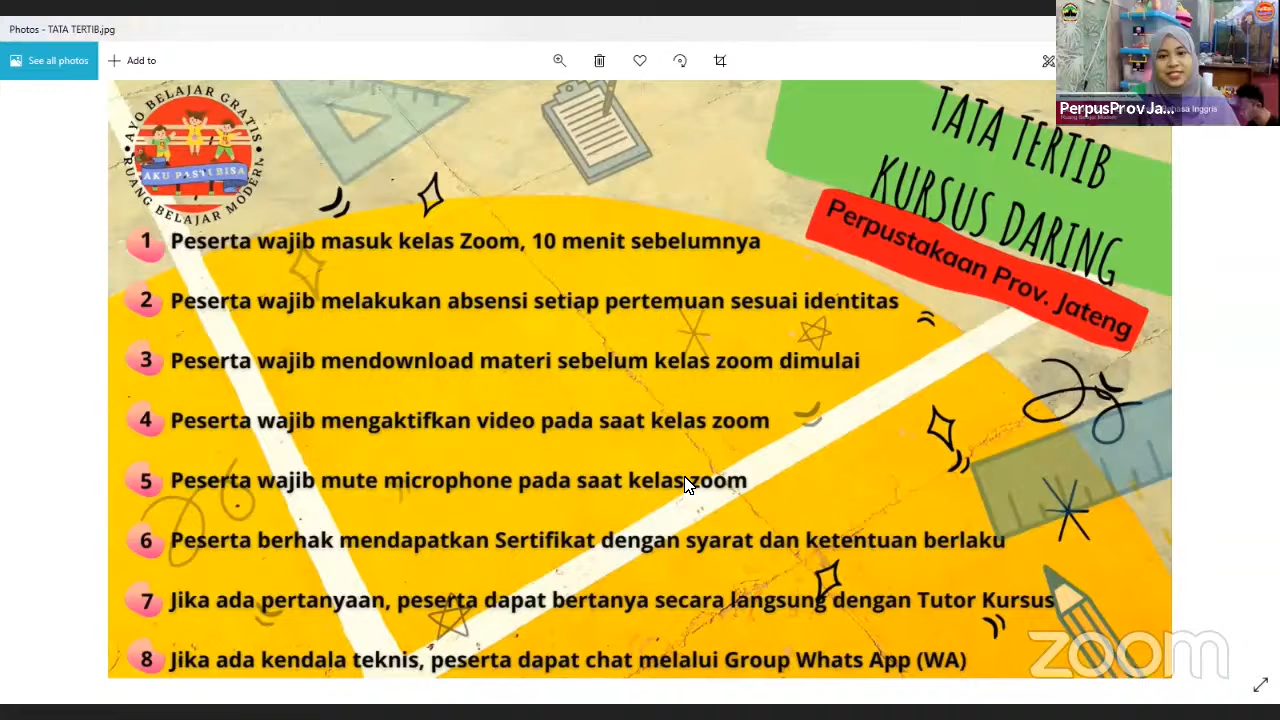 Photos - TATA TERTIB.jpg
See all photos
Add to
PerpusProvJa...
Bahasa Inggris
AYO BELAJAR GRATIS
AKU PASTI BISA
RUANG BELAJAR MODERN
TATA TERTIB
KURSUS DARING
Perpustakaan Prov. Jateng
1 Peserta wajib masuk kelas Zoom, 10 menit sebelumnya
2 Peserta wajib melakukan absensi setiap pertemuan sesuai identitas
3 Peserta wajib mendownload materi sebelum kelas zoom dimulai
4 Peserta wajib mengaktifkan video pada saat kelas zoom
5 Peserta wajib mute microphone pada saat kelas zoom
6 Peserta berhak mendapatkan Sertifikat dengan syarat dan ketentuan berlaku
7 Jika ada pertanyaan, peserta dapat bertanya secara langsung dengan Tutor Kursus
8 Jika ada kendala teknis, peserta dapat chat melalui Group Whats App (WA)
zoom